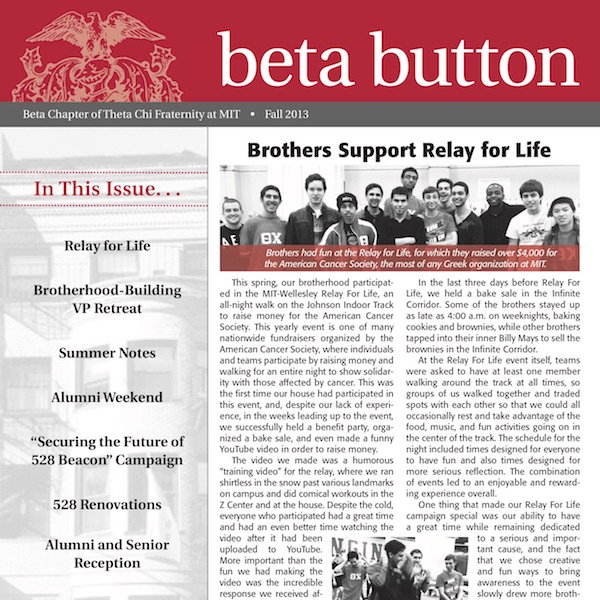 beta button
Beta Chapter of Theta Chi Fraternity at MIT • Fall 2013
In This Issue. . .
Relay for Life
Brotherhood-Building
VP Retreat
Summer Notes
Alumni Weekend
“Securing the Future of
528 Beacon” Campaign
528 Renovations
Alumni and Senior
Reception
Brothers Support Relay for Life
ΘΧ
Brothers had fun at the Relay for Life, for which they raised over $4,000 for
the American Cancer Society, the most of any Greek organization at MIT.
This spring, our brotherhood participat-
ed in the MIT-Wellesley Relay For Life, an
all-night walk on the Johnson Indoor Track
to raise money for the American Cancer
Society. This yearly event is one of many
nationwide fundraisers organized by the
American Cancer Society, where individuals
and teams participate by raising money and
walking for an entire night to show solidar-
ity with those affected by cancer. This was
the first time our house had participated
in this event, and, despite our lack of experi-
ence, in the weeks leading up to the event,
we successfully held a benefit party, organ-
ized a bake sale, and even made a funny
YouTube video in order to raise money.
The video we made was a humorous
“training video” for the relay, where we ran
shirtless in the snow past various landmarks
on campus and did comical workouts in the
Z Center and at the house. Despite the cold,
everyone who participated had a great time
and had an even better time watching the
video after it had been
uploaded to YouTube.
More important than the
fun we had making the
video was the incredible
response we received af-
In the last three days before Relay For
Life, we held a bake sale in the Infinite
Corridor. Some of the brothers stayed up
as late as 4:00 a.m. on weeknights, baking
cookies and brownies, while other brothers
tapped into their inner Billy Mays to sell the
brownies in the Infinite Corridor.
At the Relay For Life event itself, teams
were asked to have at least one member
walking around the track at all times, so
groups of us walked together and traded
spots with each other so that we could all
occasionally rest and take advantage of the
food, music, and fun activities going on in
the center of the track. The schedule for the
night included times designed for everyone
to have fun and also times designed for
more serious reflection. The combination
of events led to an enjoyable and reward-
ing experience overall.
One thing that made our Relay For Life
campaign special was our ability to have
a great time while remaining dedicated
to a serious and impor-
tant cause, and the fact
that we chose creative
and fun ways to bring
awareness to the event
slowly drew more broth-